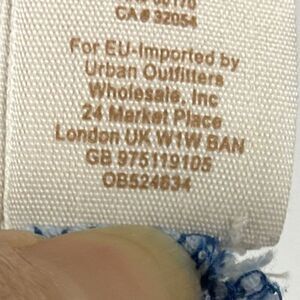 CA # 32054
For EU-Imported by
Urban Outfitters
Wholesale, Inc
24 Market Place
London UK W1W BAN
GB 975119105
OB524634